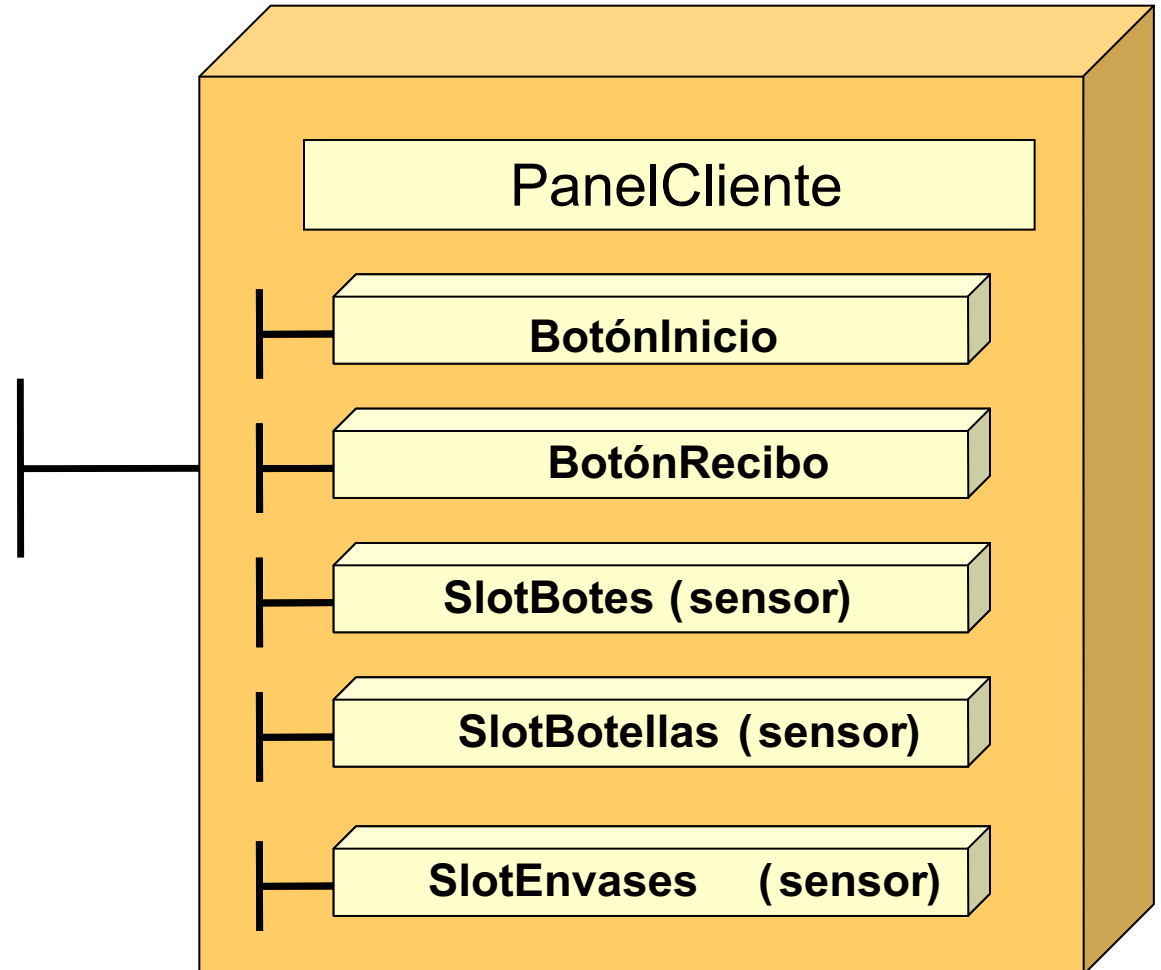 PanelCliente
BotónInicio
BotónRecibo
SlotBotes (sensor)
SlotBotellas (sensor)
SlotEnvases (sensor)